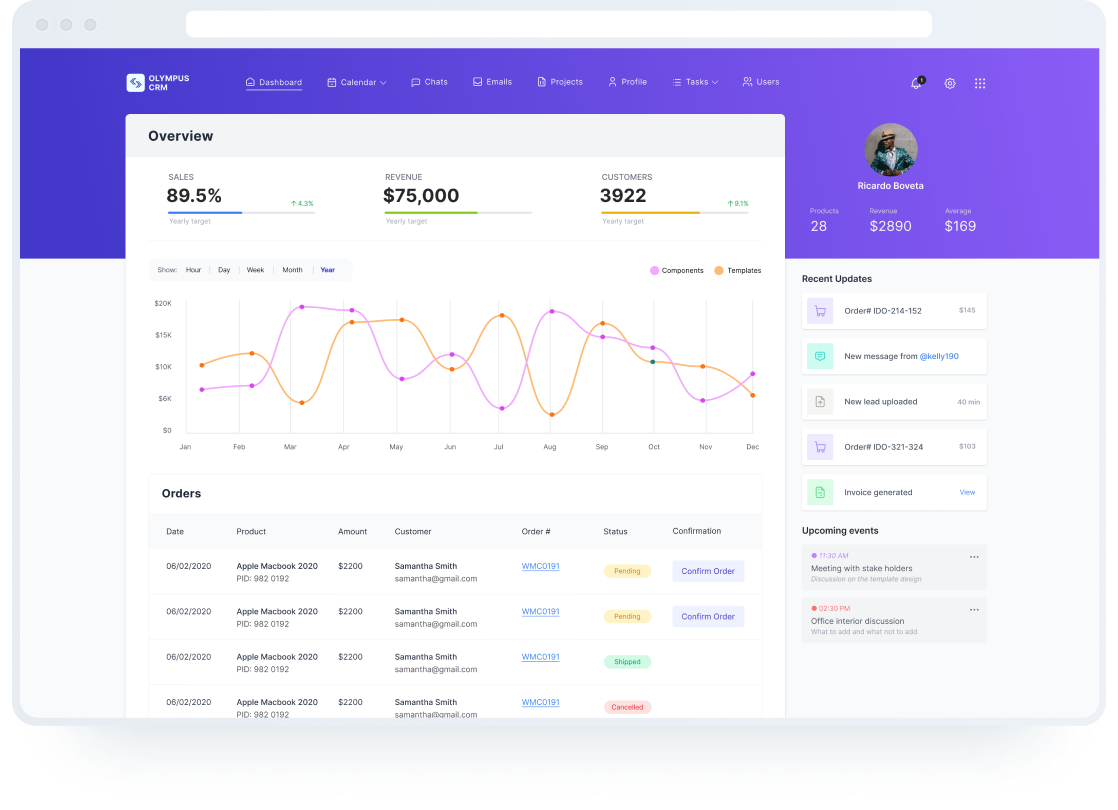 OLYMPUS
CRM
Dashboard
Calendar
Chats
Emails
Projects
Profile
Tasks
Users
1
Overview
SALES
89.5%
4.3%
Yearly target
REVENUE
$75,000
Yearly target
CUSTOMERS
3922
9.1%
Yearly target
Show: Hour Day Week Month Year
Components
Templates
$20K
$15K
$10K
$6K
$0
Jan Feb Mar Apr May Jun Jul Aug Sep Oct Nov Dec
Orders
Date Product Amount Customer Order # Status Confirmation
06/02/2020 Apple Macbook 2020 $2200 Samantha Smith WMC0191 Pending Confirm Order
PID: 982 0192 samantha@gmail.com
06/02/2020 Apple Macbook 2020 $2200 Samantha Smith WMC0191 Pending Confirm Order
PID: 982 0192 samantha@gmail.com
06/02/2020 Apple Macbook 2020 $2200 Samantha Smith WMC0191 Shipped
PID: 982 0192 samantha@gmail.com
06/02/2020 Apple Macbook 2020 $2200 Samantha Smith WMC0191 Cancelled
PID: 982 0192 samantha@gmail.com
Ricardo Boveta
Products Revenue Average
28 $2890 $169
Recent Updates
Order# IDO-214-152 $145
New message from @kelly190
New lead uploaded 40 min
Order# IDO-321-324 $103
Invoice generated View
Upcoming events
11:30 AM
Meeting with stake holders
Discussion on the template design
02:30 PM
Office interior discussion
What to add and what not to add